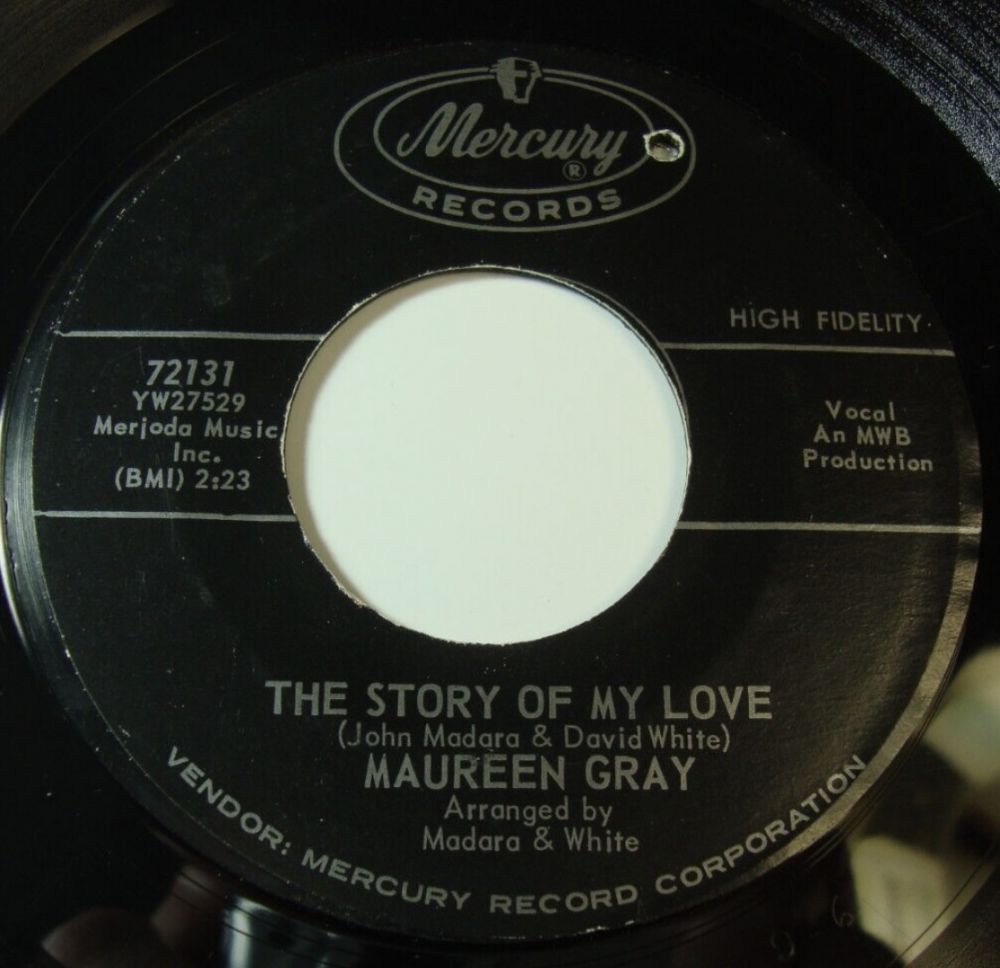 Mercury
®
RECORDS
HIGH FIDELITY
72131
YW27529
Merjoda Music
Inc.
(BMI) 2:23
Vocal
An MWB
Production
THE STORY OF MY LOVE
(John Madara & David White)
MAUREEN GRAY
Arranged by
Madara & White
VENDOR: MERCURY RECORD CORPORATION